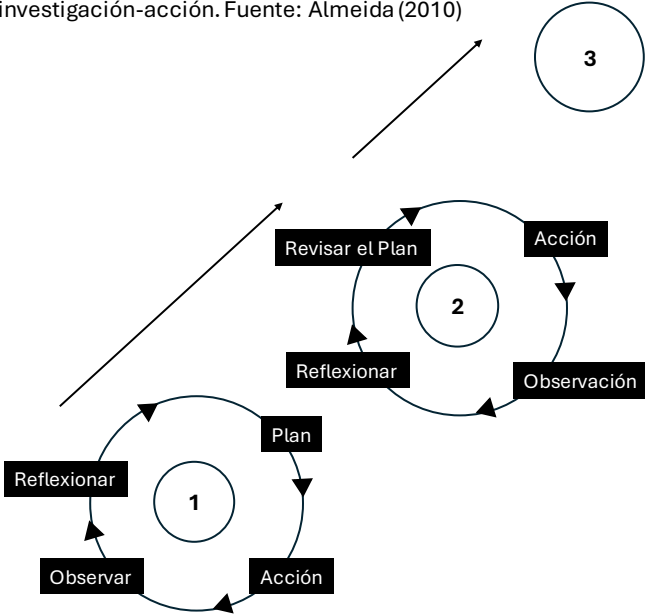 investigación-acción. Fuente: Almeida (2010)
3
Revisar el Plan
Acción
2
Reflexionar
Observación
Plan
Reflexionar
1
Observar
Acción